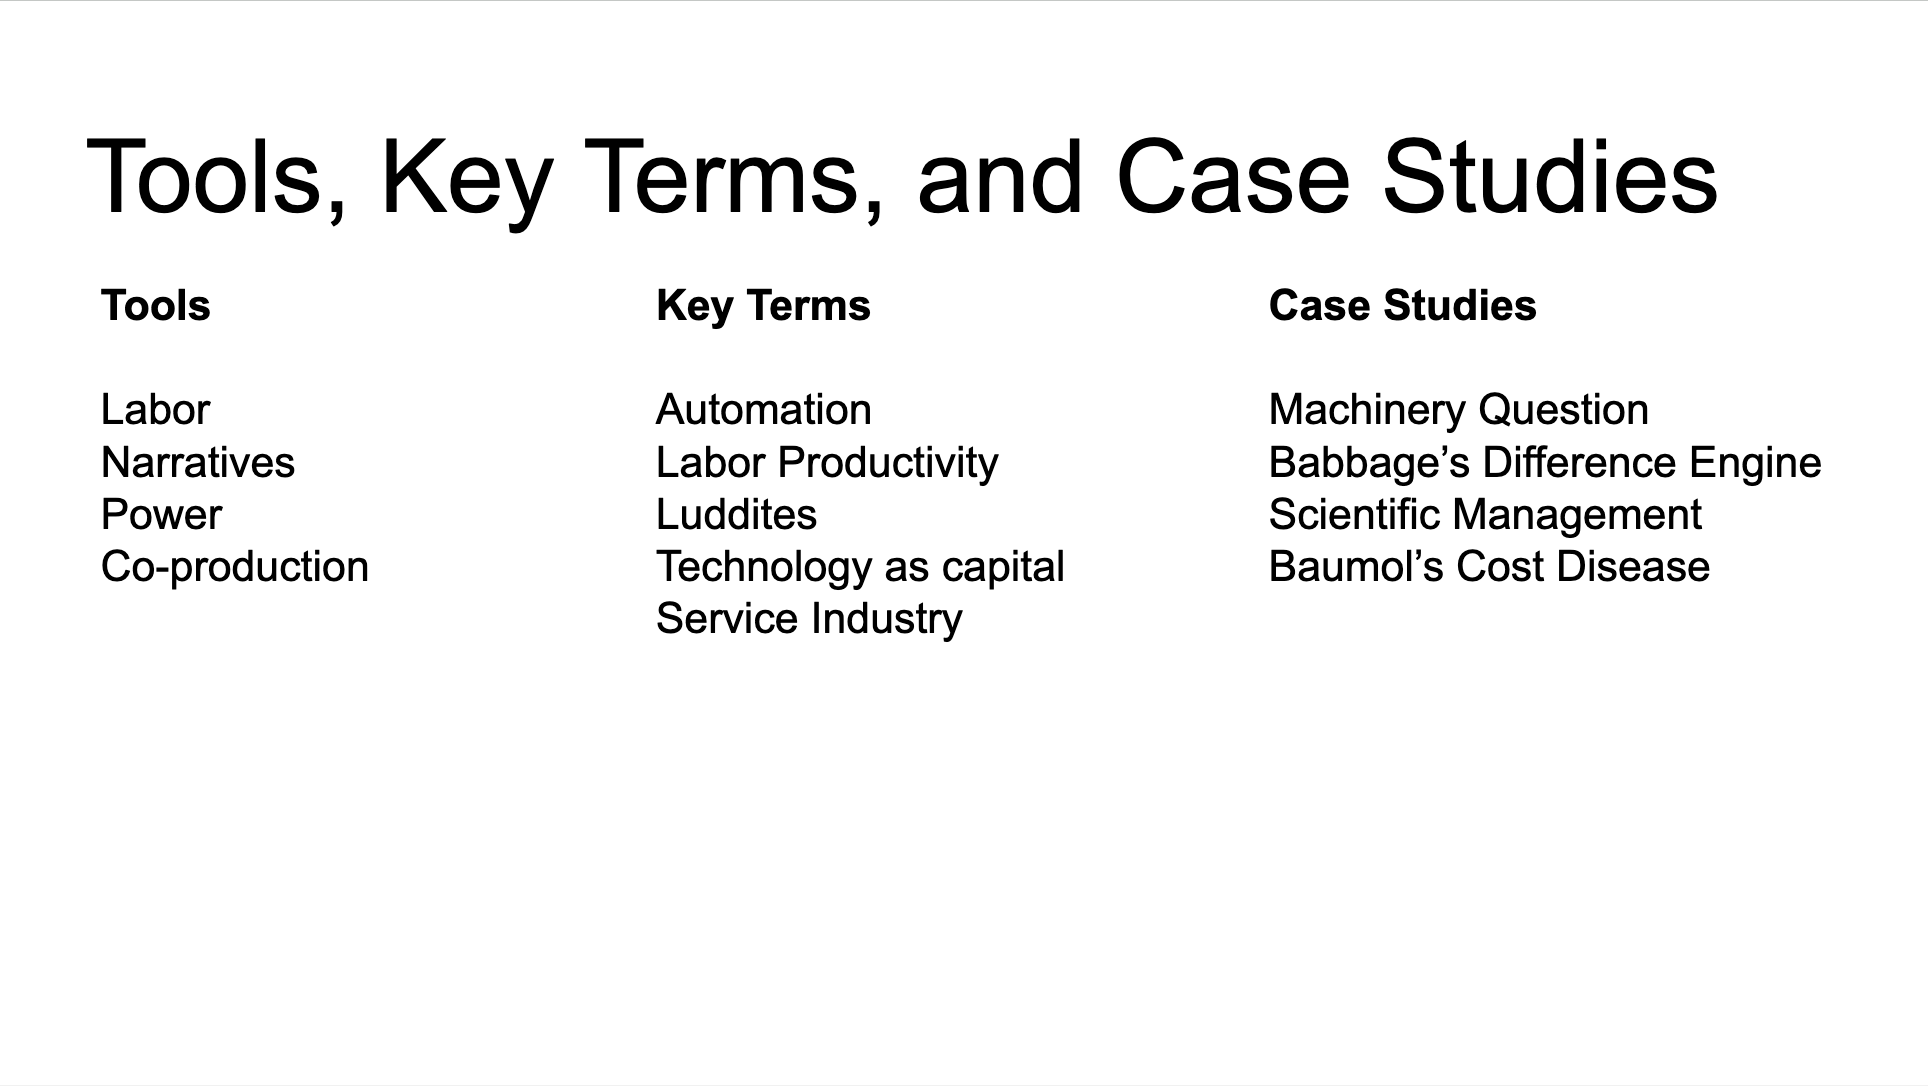 Tools, Key Terms, and Case Studies
Tools
Labor
Narratives
Power
Co-production
Key Terms
Automation
Labor Productivity
Luddites
Technology as capital
Service Industry
Case Studies
Machinery Question
Babbage’s Difference Engine
Scientific Management
Baumol’s Cost Disease